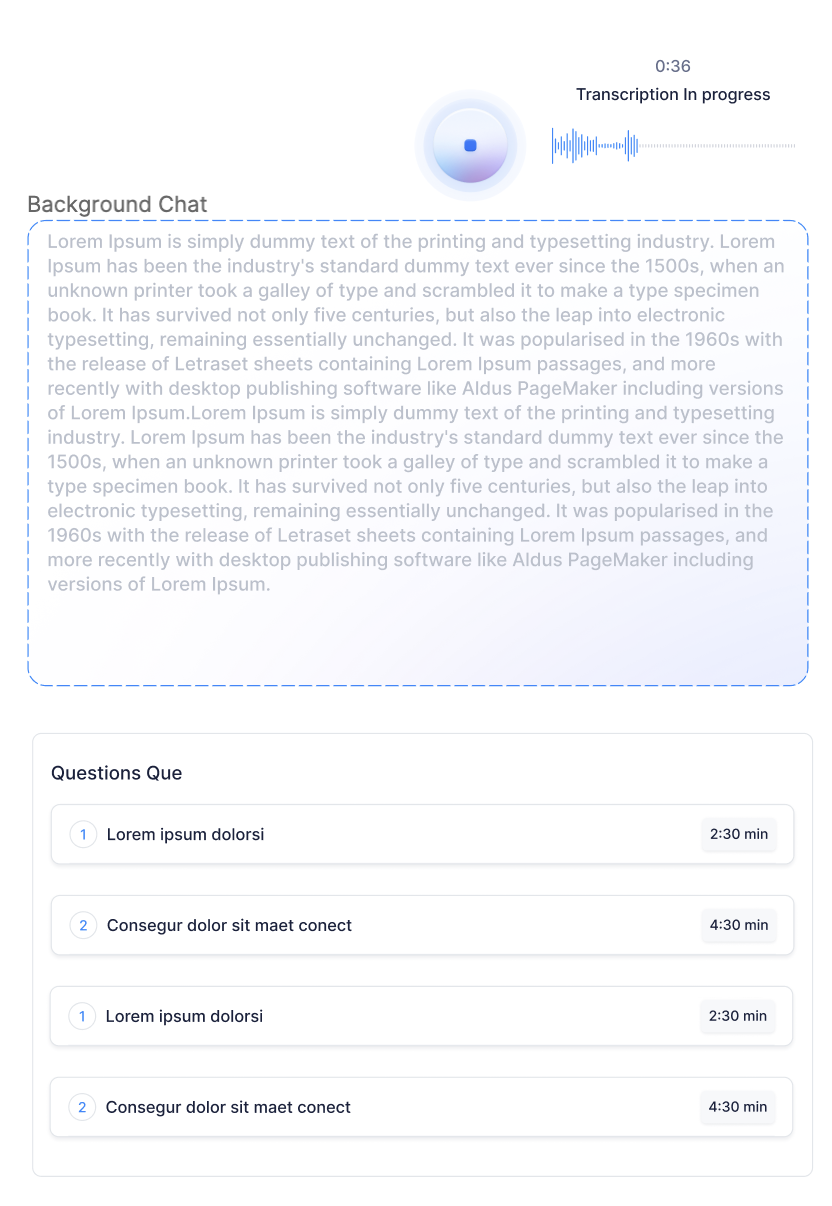 0:36
Transcription In progress
Background Chat
Lorem Ipsum is simply dummy text of the printing and typesetting industry. Lorem
Ipsum has been the industry's standard dummy text ever since the 1500s, when an
unknown printer took a galley of type and scrambled it to make a type specimen
book. It has survived not only five centuries, but also the leap into electronic
typesetting, remaining essentially unchanged. It was popularised in the 1960s with
the release of Letraset sheets containing Lorem Ipsum passages, and more
recently with desktop publishing software like Aldus PageMaker including versions
of Lorem Ipsum.Lorem Ipsum is simply dummy text of the printing and typesetting
industry. Lorem Ipsum has been the industry's standard dummy text ever since the
1500s, when an unknown printer took a galley of type and scrambled it to make a
type specimen book. It has survived not only five centuries, but also the leap into
electronic typesetting, remaining essentially unchanged. It was popularised in the
1960s with the release of Letraset sheets containing Lorem Ipsum passages, and
more recently with desktop publishing software like Aldus PageMaker including
versions of Lorem Ipsum.
Questions Que
1 Lorem ipsum dolorsi 2:30 min
2 Consegur dolor sit maet conect 4:30 min
1 Lorem ipsum dolorsi 2:30 min
2 Consegur dolor sit maet conect 4:30 min